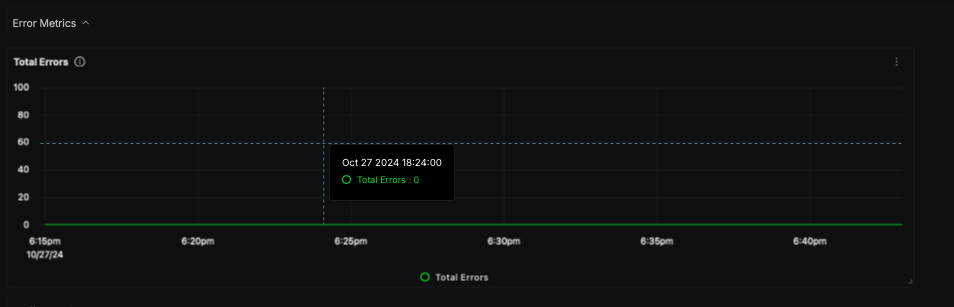 Error Metrics
Total Errors
100
80
60
40
20
0
Oct 27 2024 18:24:00
Total Errors : 0
6:15pm 6:20pm 6:25pm 6:30pm 6:35pm 6:40pm
10/27/24
Total Errors